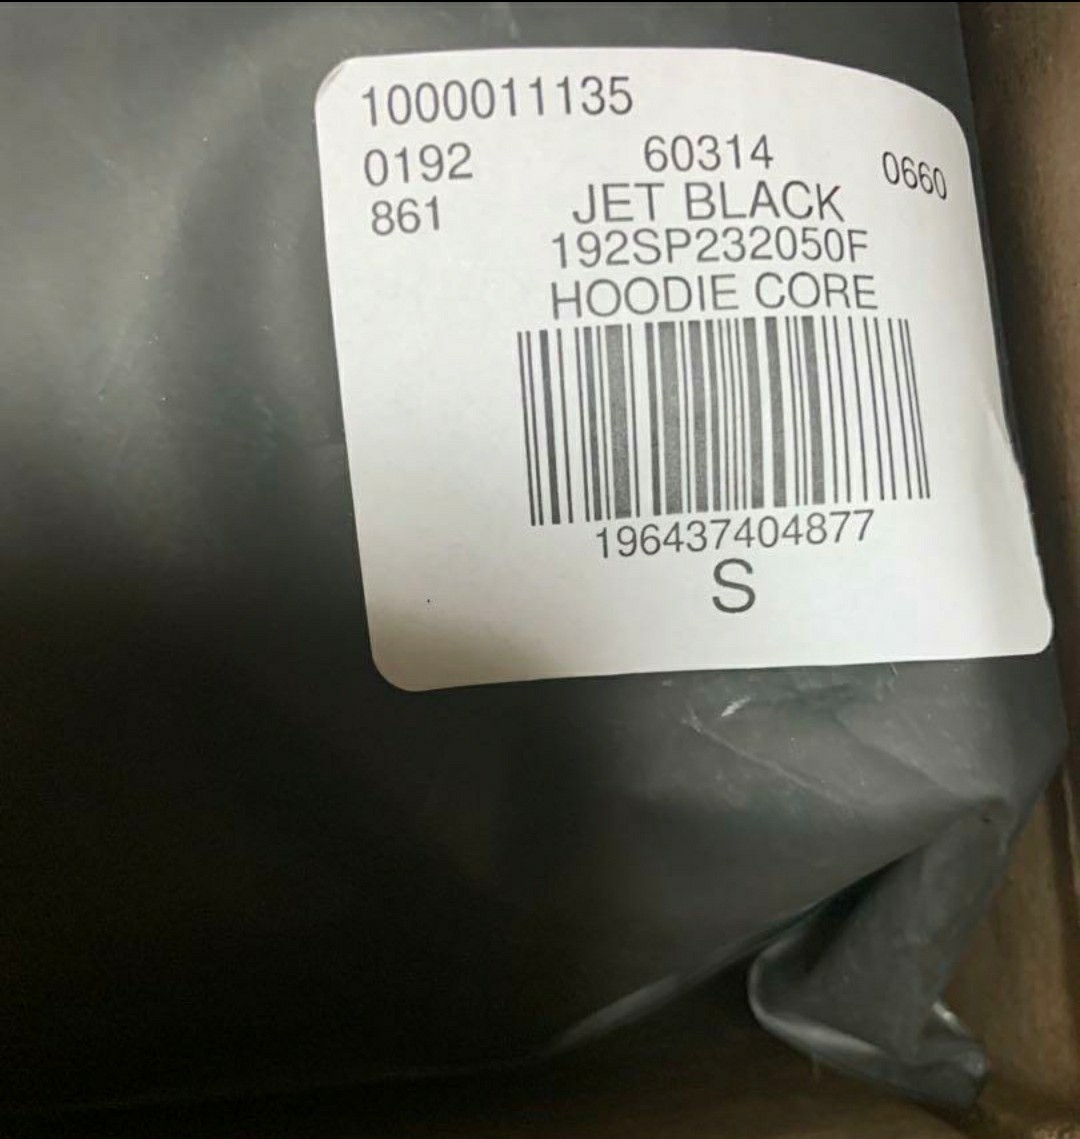 1000011135
0192 60314 0660
861 JET BLACK
192SP232050F
HOODIE CORE
196437404877
S